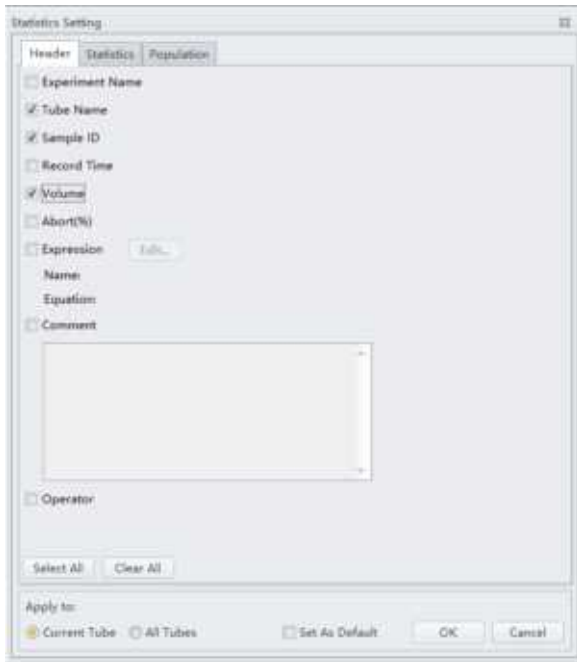 Statistics Setting
Header Statistics Population
Experiment Name
Tube Name
Sample ID
Record Time
Volume
Abort(%)
Expression Edit...
Name:
Equation:
Comment
Operator
Select All Clear All
Apply to:
Current Tube All Tubes Set As Default OK Cancel